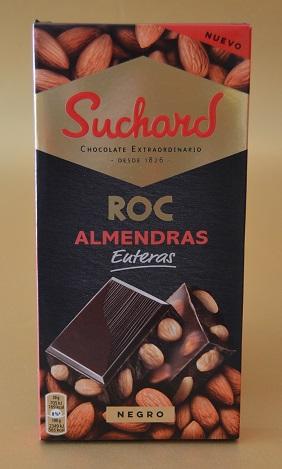 NUEVO
Suchard
CHOCOLATE EXTRAORDINARIO
- DESDE 1826 -
ROC
ALMENDRAS
Enteras
NEGRO